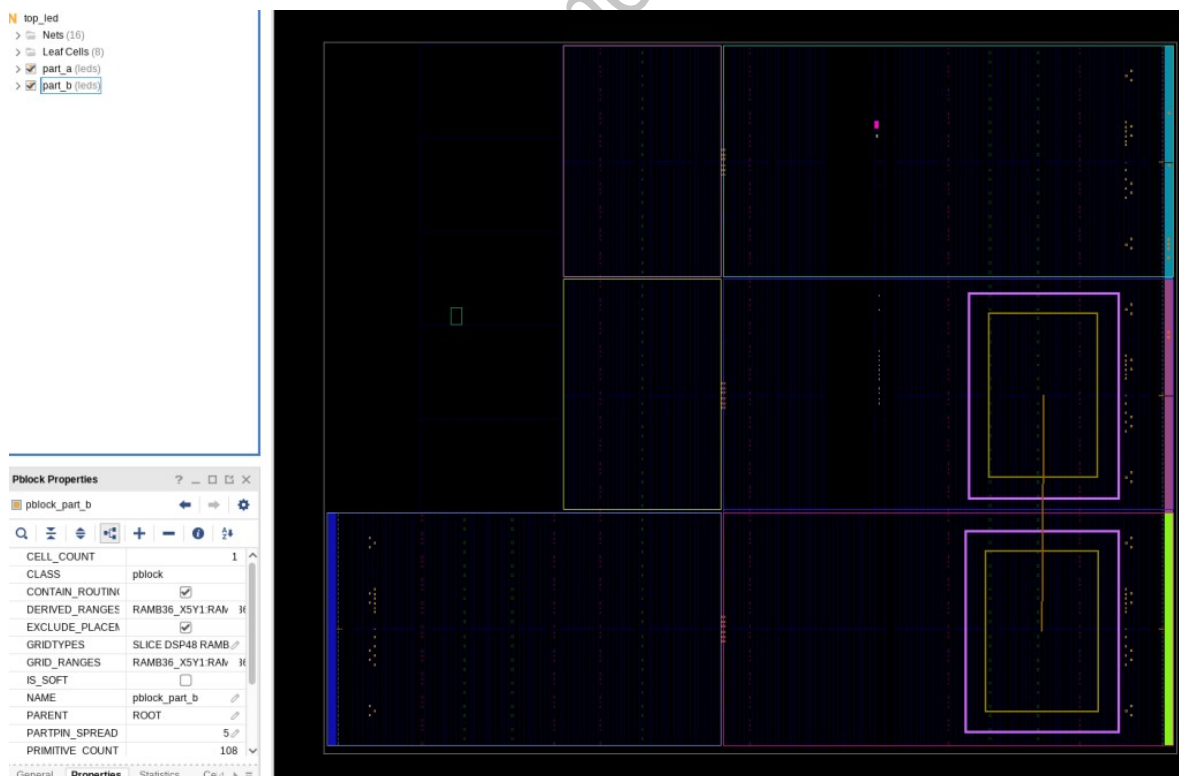 top_led
Nets (16)
Leaf Cells (8)
part_a (leds)
part_b (leds)
Pblock Properties
pblock_part_b
CELL_COUNT 1
CLASS pblock
CONTAIN_ROUTIN
DERIVED_RANGES RAMB36_X5Y1:RAM 36
EXCLUDE_PLACEM
GRIDTYPES SLICE DSP48 RAMB
GRID_RANGES RAMB36_X5Y1:RAM 36
IS_SOFT
NAME pblock_part_b
PARENT ROOT
PARTPIN_SPREAD 5
PRIMITIVE_COUNT 108
General Properties Statistics